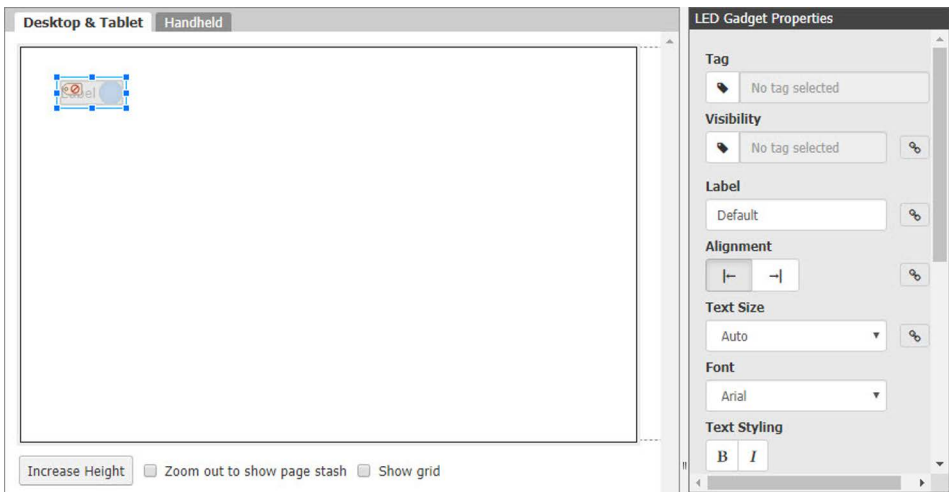 Desktop & Tablet
Handheld
Label
Increase Height
Zoom out to show page stash
Show grid
LED Gadget Properties
Tag
No tag selected
Visibility
No tag selected
Label
Default
Alignment
Text Size
Auto
Font
Arial
Text Styling
B I